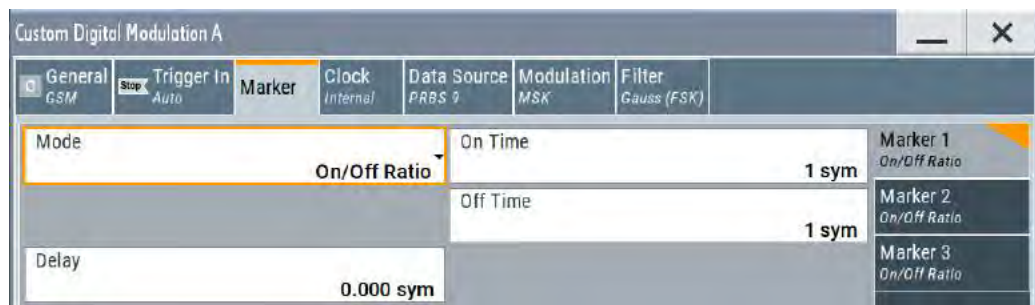 Custom Digital Modulation A
General
GSM
Stop
Trigger In
Auto
Marker
Clock
Internal
Data Source
PRBS 9
Modulation
MSK
Filter
Gauss (FSK)
Mode
On/Off Ratio
On Time
1 sym
Off Time
1 sym
Delay
0.000 sym
Marker 1
On/Off Ratio
Marker 2
On/Off Ratio
Marker 3
On/Off Ratio